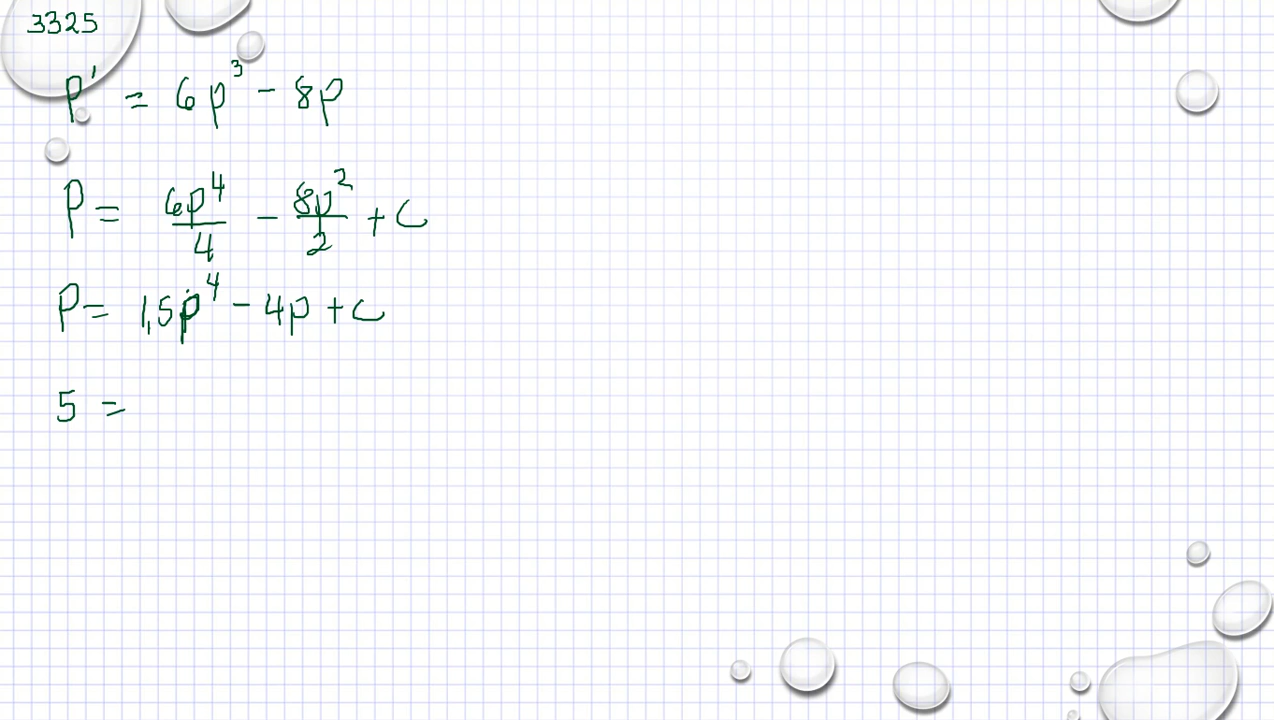 3325
P' = 6p³ - 8p
P = 6p⁴/4 - 8p²/2 + C
P = 1,5p⁴ - 4p + C
5 =